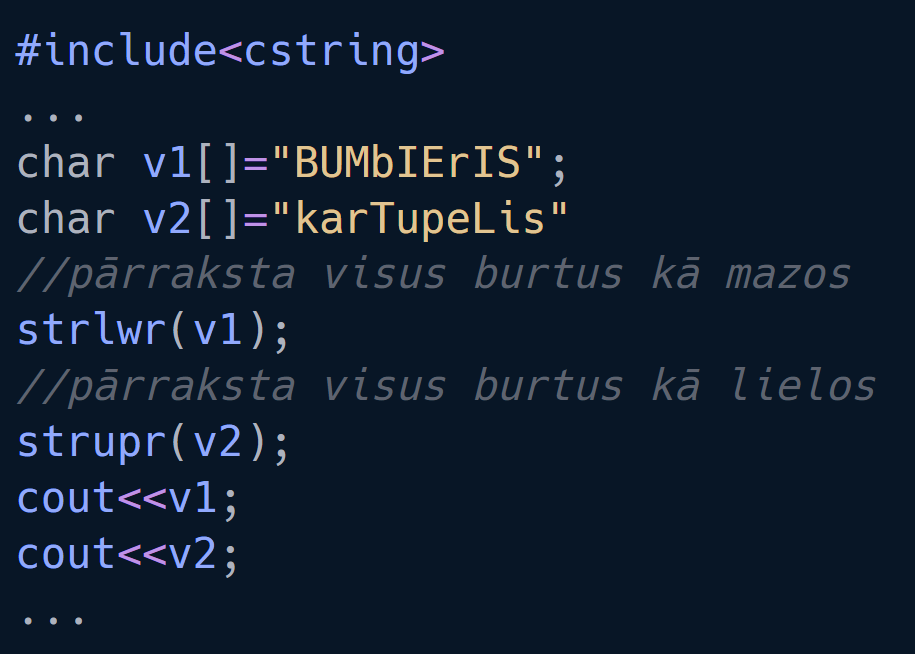 #include<cstring>
...
char v1[]="BUMbIErIS";
char v2[]="karTupeLis"
//pārraksta visus burtus kā mazos
strlwr(v1);
//pārraksta visus burtus kā lielos
strupr(v2);
cout<<v1;
cout<<v2;
...